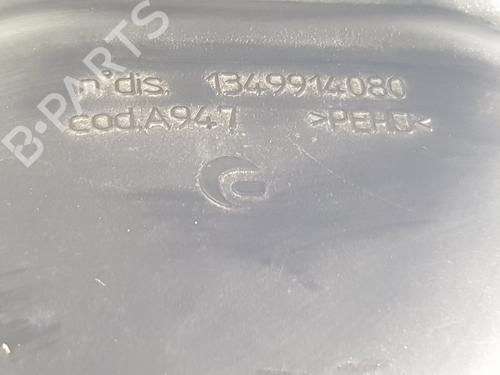 n° dis. 1349914080
cod.A947 >PEHD<
B-PARTS